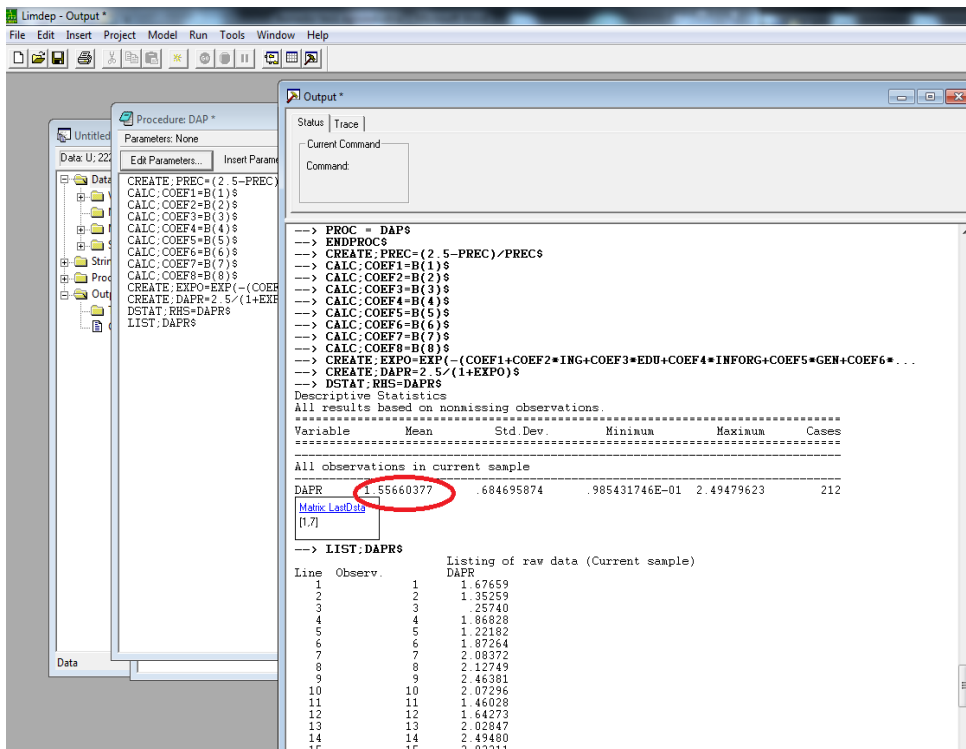 Limdep - Output *
File Edit Insert Project Model Run Tools Window Help
Untitled
Data: U; 222
Data
Strin
Proc
Outp
Data
Procedure: DAP *
Parameters: None
Edit Parameters... Insert Parame
CREATE;PREC=(2.5-PREC)
CALC;COEF1=B(1)$
CALC;COEF2=B(2)$
CALC;COEF3=B(3)$
CALC;COEF4=B(4)$
CALC;COEF5=B(5)$
CALC;COEF6=B(6)$
CALC;COEF7=B(7)$
CALC;COEF8=B(8)$
CREATE;EXPO=EXP(-(COEF
CREATE;DAPR=2.5/(1+EXP
DSTAT;RHS=DAPR$
LIST;DAPR$
Output *
Status Trace
Current Command
Command:
--> PROC = DAP$
--> ENDPROC$
--> CREATE;PREC=(2.5-PREC)/PREC$
--> CALC;COEF1=B(1)$
--> CALC;COEF2=B(2)$
--> CALC;COEF3=B(3)$
--> CALC;COEF4=B(4)$
--> CALC;COEF5=B(5)$
--> CALC;COEF6=B(6)$
--> CALC;COEF7=B(7)$
--> CALC;COEF8=B(8)$
--> CREATE;EXPO=EXP(-(COEF1+COEF2*ING+COEF3*EDU+COEF4*INFORG+COEF5*GEN+COEF6*...
--> CREATE;DAPR=2.5/(1+EXPO)$
--> DSTAT;RHS=DAPR$
Descriptive Statistics
All results based on nonmissing observations.
==============================================================================
Variable Mean Std.Dev. Minimum Maximum Cases
==============================================================================
------------------------------------------------------------------------------
All observations in current sample
------------------------------------------------------------------------------
DAPR 1.55660377 .684695874 .985431746E-01 2.49479623 212
Matrix: LastDsta
[1,7]
--> LIST;DAPR$
Listing of raw data (Current sample)
Line Observ. DAPR
1 1 1.67659
2 2 1.35259
3 3 .25740
4 4 1.86828
5 5 1.22182
6 6 1.87264
7 7 2.08372
8 8 2.12749
9 9 2.46381
10 10 2.07296
11 11 1.46028
12 12 1.64273
13 13 2.02847
14 14 2.49480